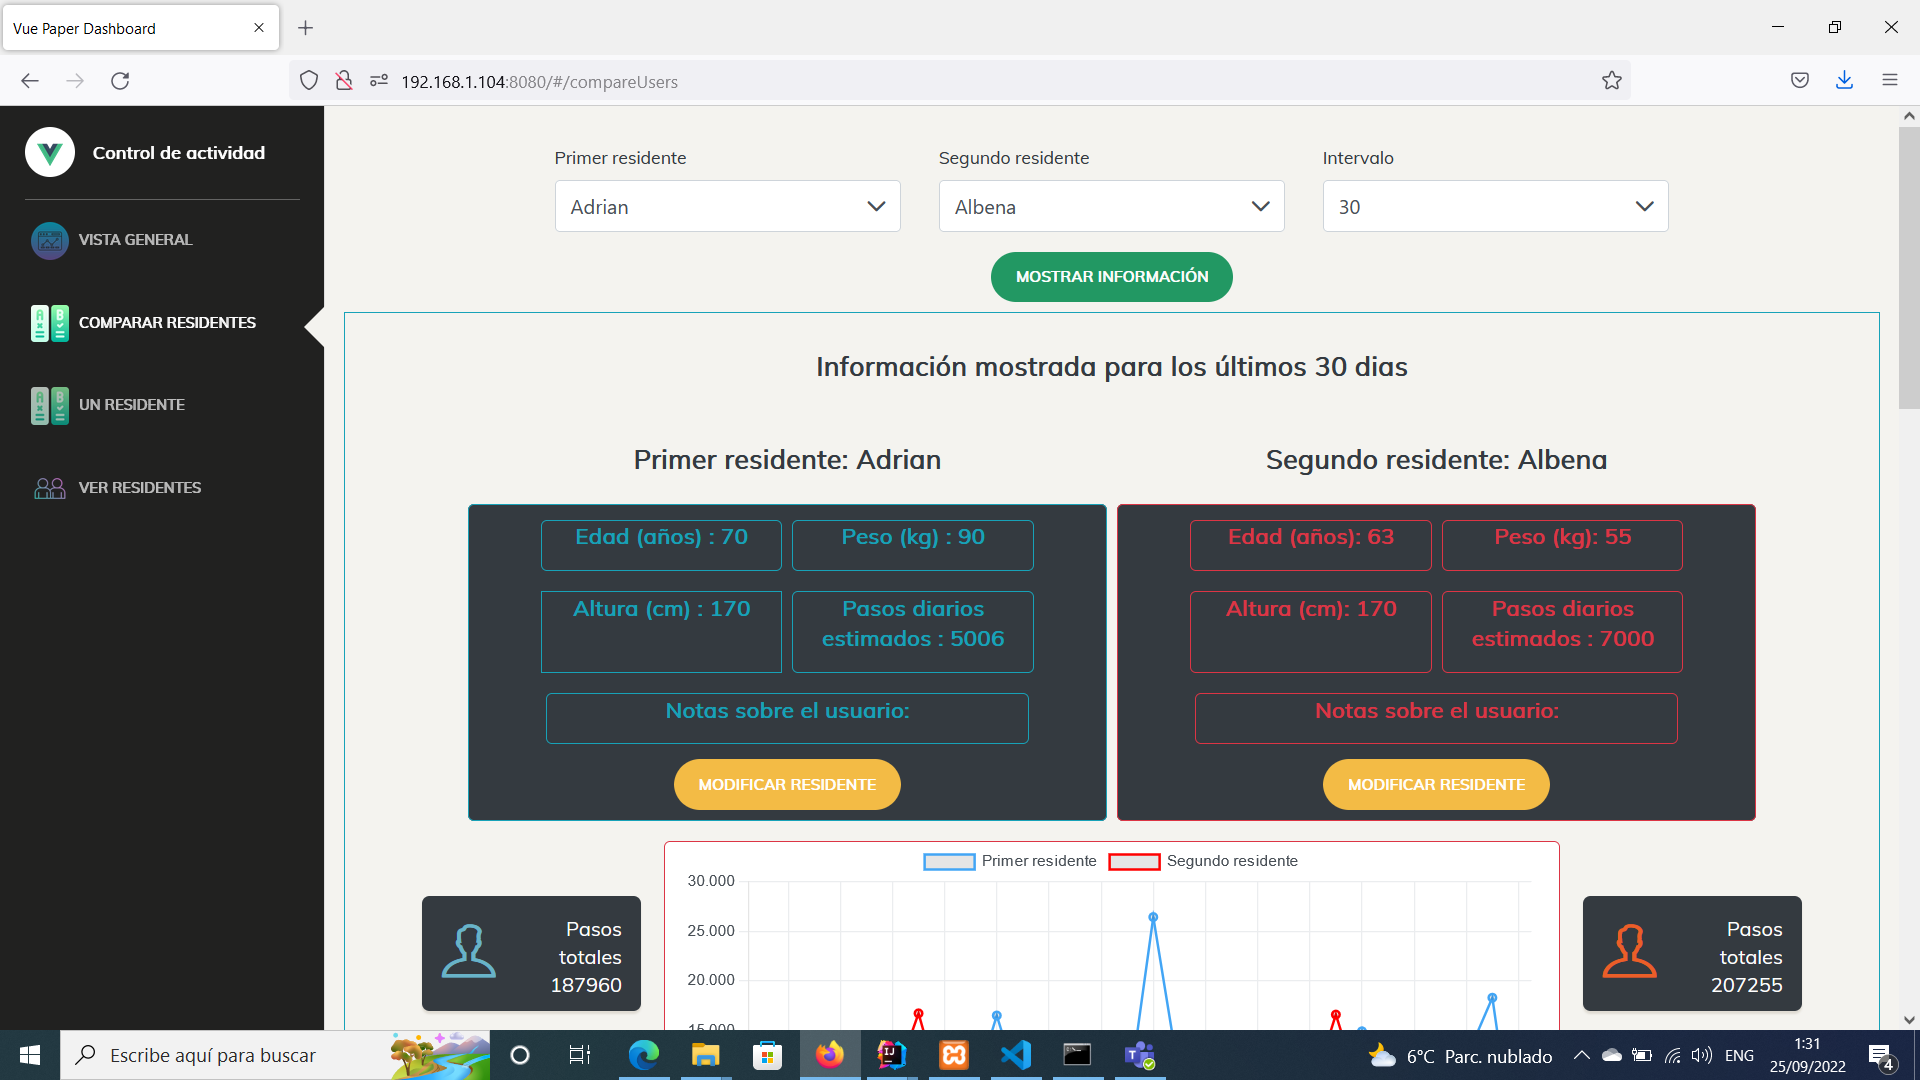 Vue Paper Dashboard
192.168.1.104:8080/#/compareUsers
Control de actividad
VISTA GENERAL
COMPARAR RESIDENTES
UN RESIDENTE
VER RESIDENTES
Primer residente
Segundo residente
Intervalo
Adrian
Albena
30
MOSTRAR INFORMACIÓN
Información mostrada para los últimos 30 dias
Primer residente: Adrian
Segundo residente: Albena
Edad (años) : 70
Peso (kg) : 90
Altura (cm) : 170
Pasos diarios
estimados : 5006
Notas sobre el usuario:
MODIFICAR RESIDENTE
Edad (años): 63
Peso (kg): 55
Altura (cm): 170
Pasos diarios
estimados : 7000
Notas sobre el usuario:
MODIFICAR RESIDENTE
Pasos
totales
187960
Primer residente
Segundo residente
30.000
25.000
20.000
15.000
Pasos
totales
207255
Escribe aquí para buscar
6°C Parc. nublado
ENG
1:31
25/09/2022
4